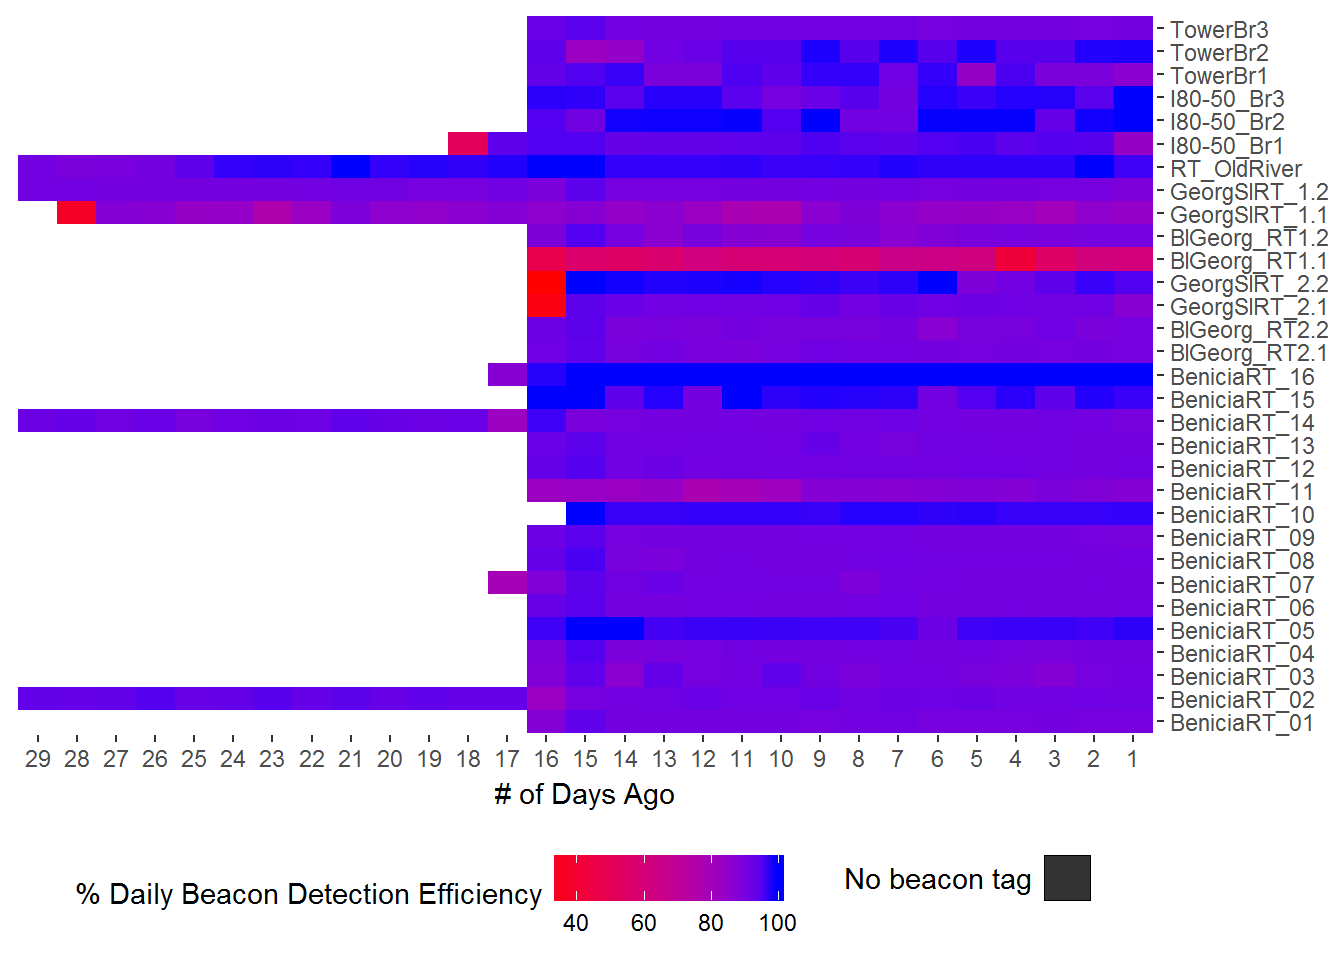 TowerBr3
TowerBr2
TowerBr1
I80-50_Br3
I80-50_Br2
I80-50_Br1
RT_OldRiver
GeorgSlRT_1.2
GeorgSlRT_1.1
BlGeorg_RT1.2
BlGeorg_RT1.1
GeorgSlRT_2.2
GeorgSlRT_2.1
BlGeorg_RT2.2
BlGeorg_RT2.1
BeniciaRT_16
BeniciaRT_15
BeniciaRT_14
BeniciaRT_13
BeniciaRT_12
BeniciaRT_11
BeniciaRT_10
BeniciaRT_09
BeniciaRT_08
BeniciaRT_07
BeniciaRT_06
BeniciaRT_05
BeniciaRT_04
BeniciaRT_03
BeniciaRT_02
BeniciaRT_01
29 28 27 26 25 24 23 22 21 20 19 18 17 16 15 14 13 12 11 10 9 8 7 6 5 4 3 2 1
# of Days Ago
% Daily Beacon Detection Efficiency
40 60 80 100
No beacon tag